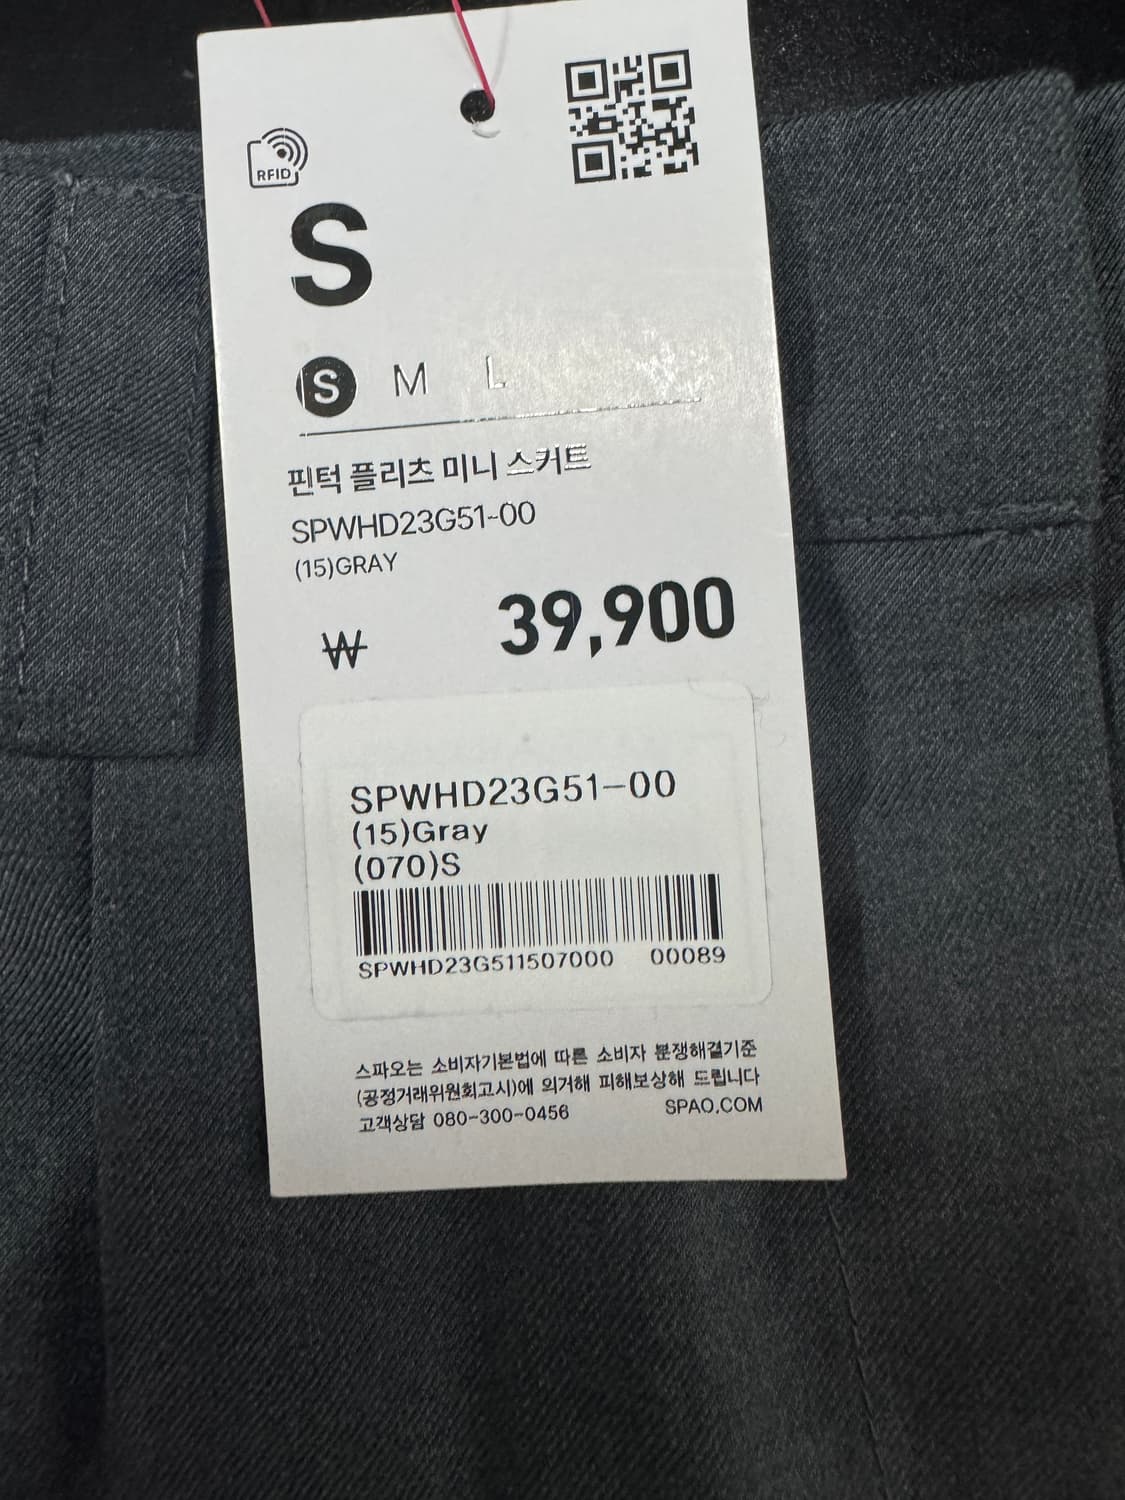 RFID
S
S M L
핀턱 플리츠 미니 스커트
SPWHD23G51-00
(15)GRAY
₩ 39,900
SPWHD23G51-00
(15)Gray
(070)S
SPWHD23G511507000 00089
스파오는 소비자기본법에 따른 소비자 분쟁해결기준
(공정거래위원회고시)에 의거해 피해보상해 드립니다
고객상담 080-300-0456 SPAO.COM